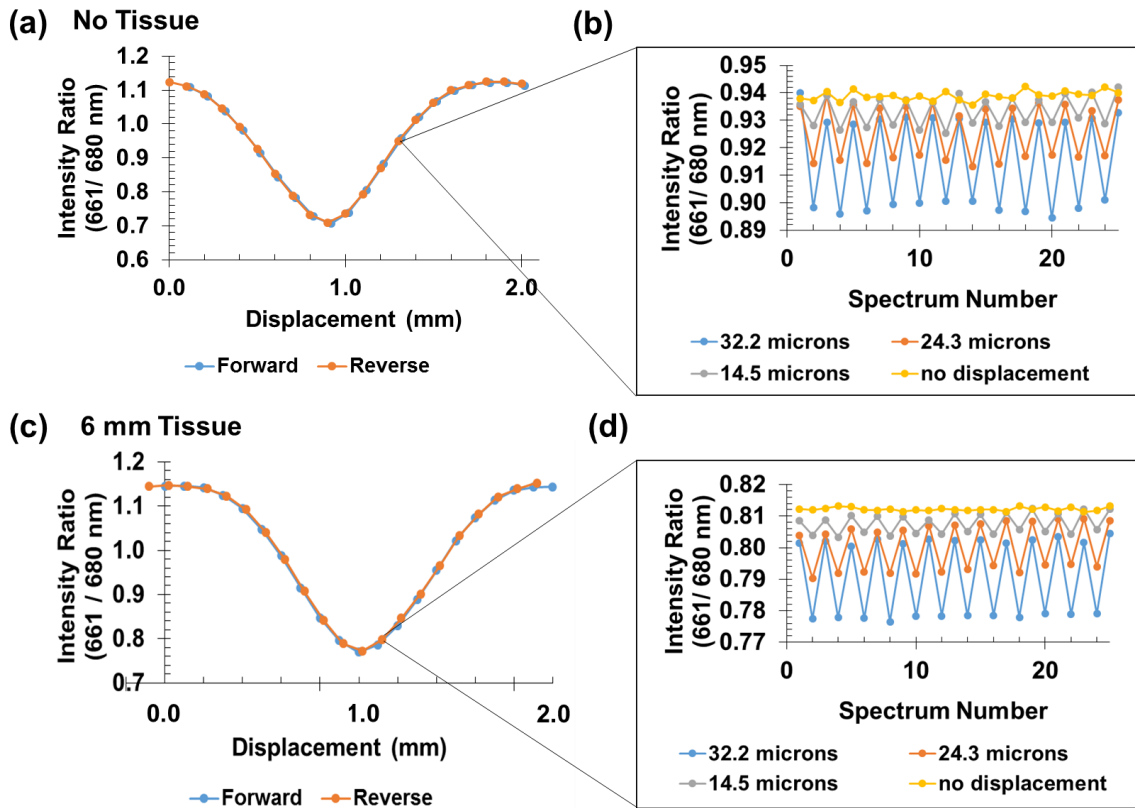 (a) No Tissue
Intensity Ratio
(661/ 680 nm)
1.2
1.1
1.0
0.9
0.8
0.7
0.6
0.0 1.0 2.0
Displacement (mm)
Forward Reverse
(b)
Intensity Ratio
(661/ 680 nm)
0.95
0.94
0.93
0.92
0.91
0.90
0.89
0 10 20
Spectrum Number
32.2 microns 24.3 microns
14.5 microns no displacement
(c) 6 mm Tissue
Intensity Ratio
(661 / 680 nm)
1.2
1.1
1.0
0.9
0.8
0.7
0.0 1.0 2.0
Displacement (mm)
Forward Reverse
(d)
Intensity Ratio
(661/ 680 nm)
0.82
0.81
0.80
0.79
0.78
0.77
0 10 20
Spectrum Number
32.2 microns 24.3 microns
14.5 microns no displacement